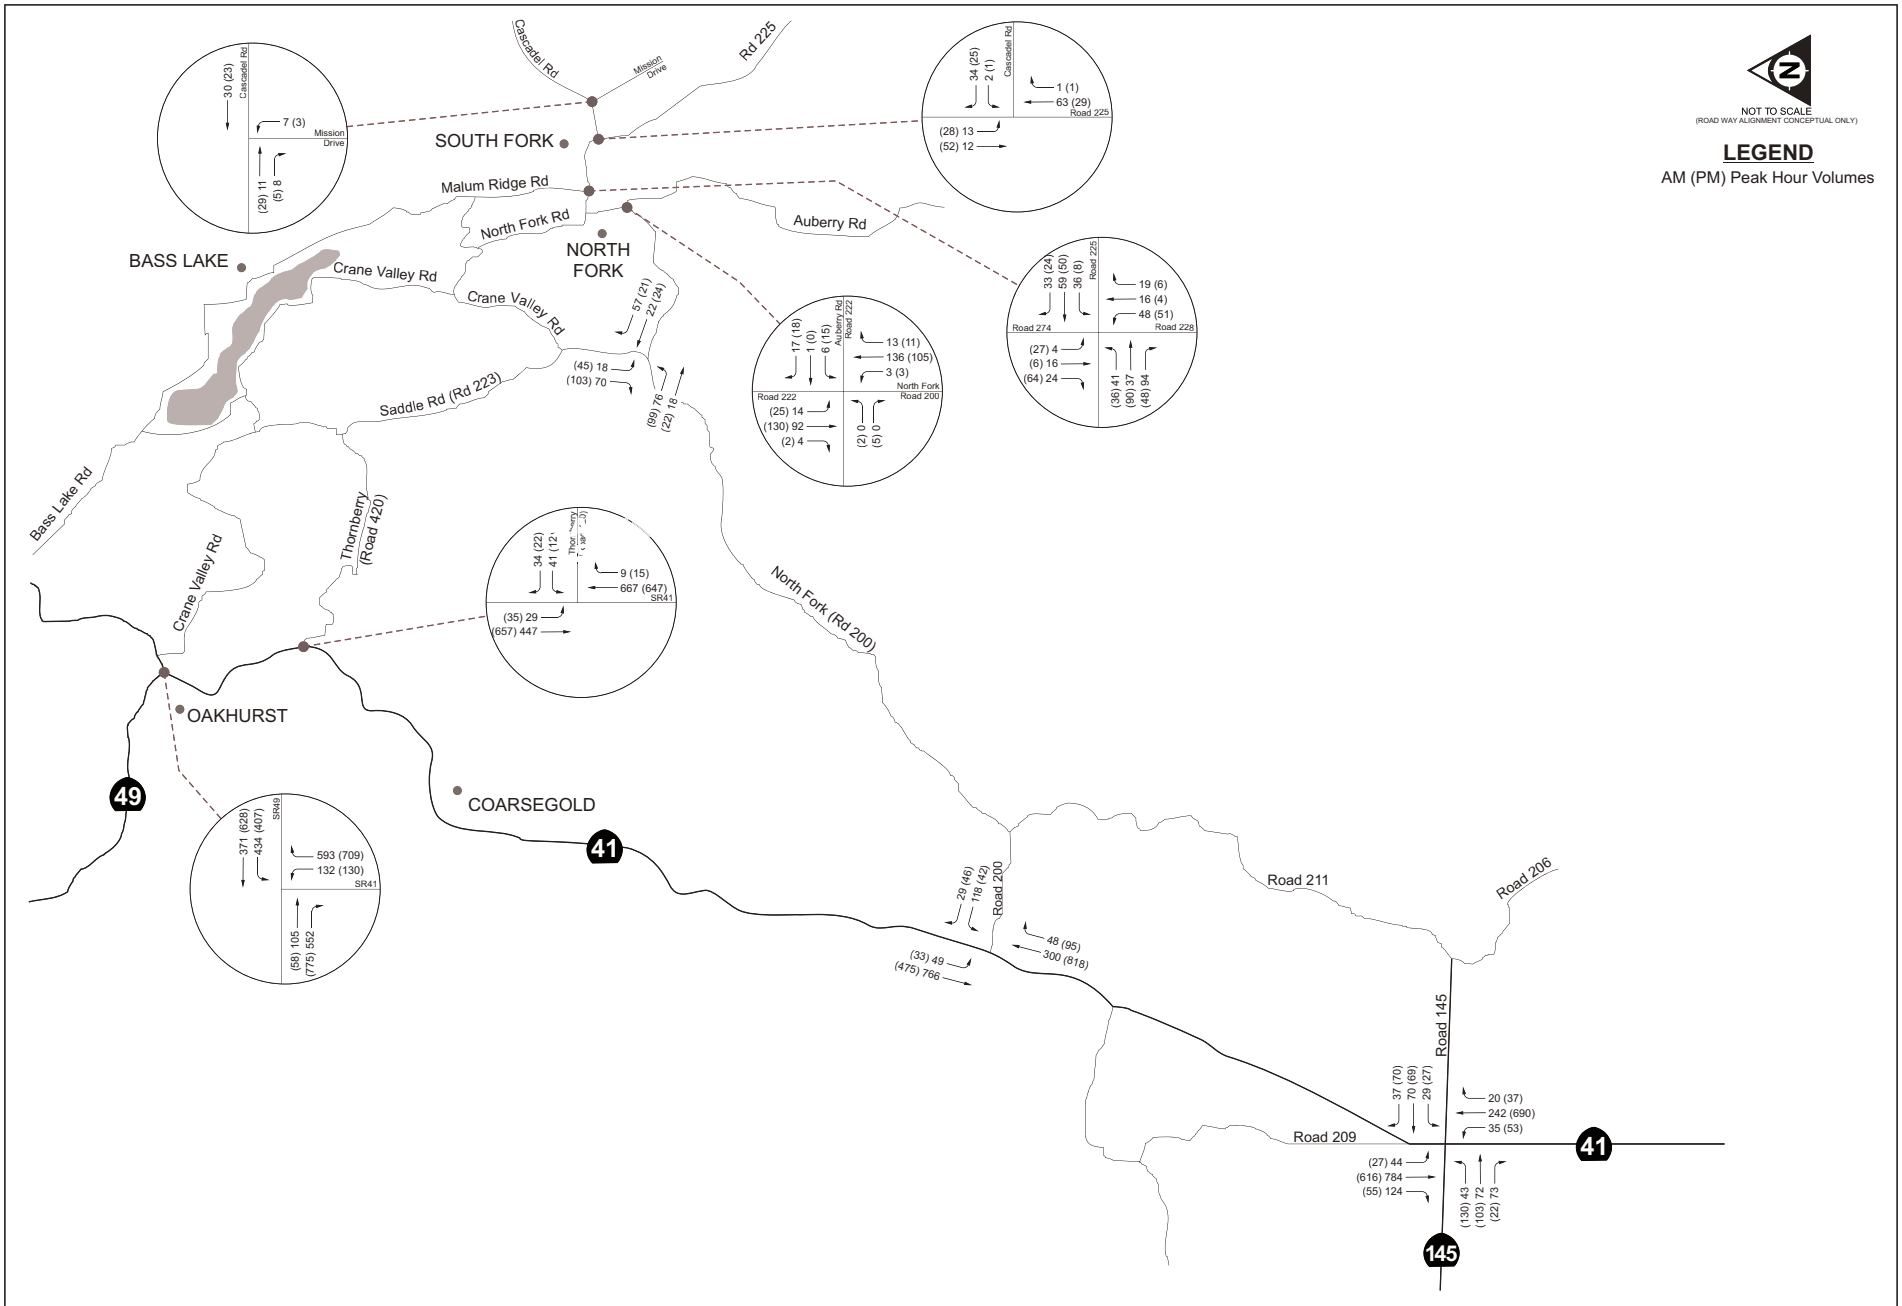 N
NOT TO SCALE
(ROAD WAY ALIGNMENT CONCEPTUAL ONLY)
LEGEND
AM (PM) Peak Hour Volumes
Cascadel Rd
Mission
Drive
Rd 225
30 (23)
Cascadel Rd
7 (3)
Mission
Drive
(29) 11
(5) 8
34 (25)
2 (1)
Cascadel Rd
1 (1)
63 (29)
Road 225
(28) 13
(52) 12
SOUTH FORK
Malum Ridge Rd
North Fork Rd
NORTH
FORK
Auberry Rd
BASS LAKE
Crane Valley Rd
Crane Valley Rd
57 (21)
22 (24)
(45) 18
(103) 70
(99) 76
(22) 18
33 (24)
59 (50)
36 (8)
Road 225
19 (6)
16 (4)
48 (51)
Road 274
Road 228
(27) 4
(6) 16
(64) 24
(36) 41
(90) 37
(48) 94
17 (18)
1 (0)
6 (15)
Auberry Rd
Road 222
13 (11)
136 (105)
3 (3)
North Fork
Road 200
Road 222
(25) 14
(130) 92
(2) 4
(2) 0
(5) 0
Saddle Rd (Rd 223)
Bass Lake Rd
Crane Valley Rd
Thornberry
(Road 420)
34 (22)
41 (12
9 (15)
667 (647)
SR41
(35) 29
(657) 447
North Fork (Rd 200)
OAKHURST
49
COARSEGOLD
41
371 (628)
434 (407)
SR49
593 (709)
132 (130)
SR41
(58) 105
(775) 552
29 (46)
118 (42)
Road 200
48 (95)
300 (818)
(33) 49
(475) 766
Road 211
Road 206
Road 145
37 (70)
70 (69)
29 (27)
20 (37)
242 (690)
35 (53)
Road 209
41
(27) 44
(616) 784
(55) 124
(130) 43
(103) 72
(22) 73
145